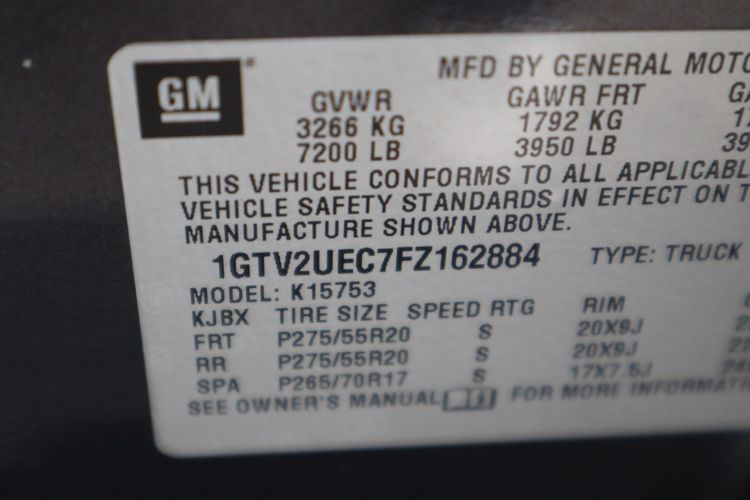 GM
MFD BY GENERAL
GVWR GAWR FRT
3266 KG 1792 KG
7200 LB 3950 LB
THIS VEHICLE CONFORMS TO ALL
VEHICLE SAFETY STANDARDS IN EFFECT ON
MANUFACTURE SHOWN ABOVE.
1GTV2UEC7FZ162884 TYPE: TRUCK
MODEL: K15753
KJBX TIRE SIZE SPEED RTG RIM
FRT P275/55R20 S 20X9J
RR P275/55R20 S 20X9J
SPA P265/70R17 S 17X7.5J
SEE OWNER'S MANUAL FOR MORE